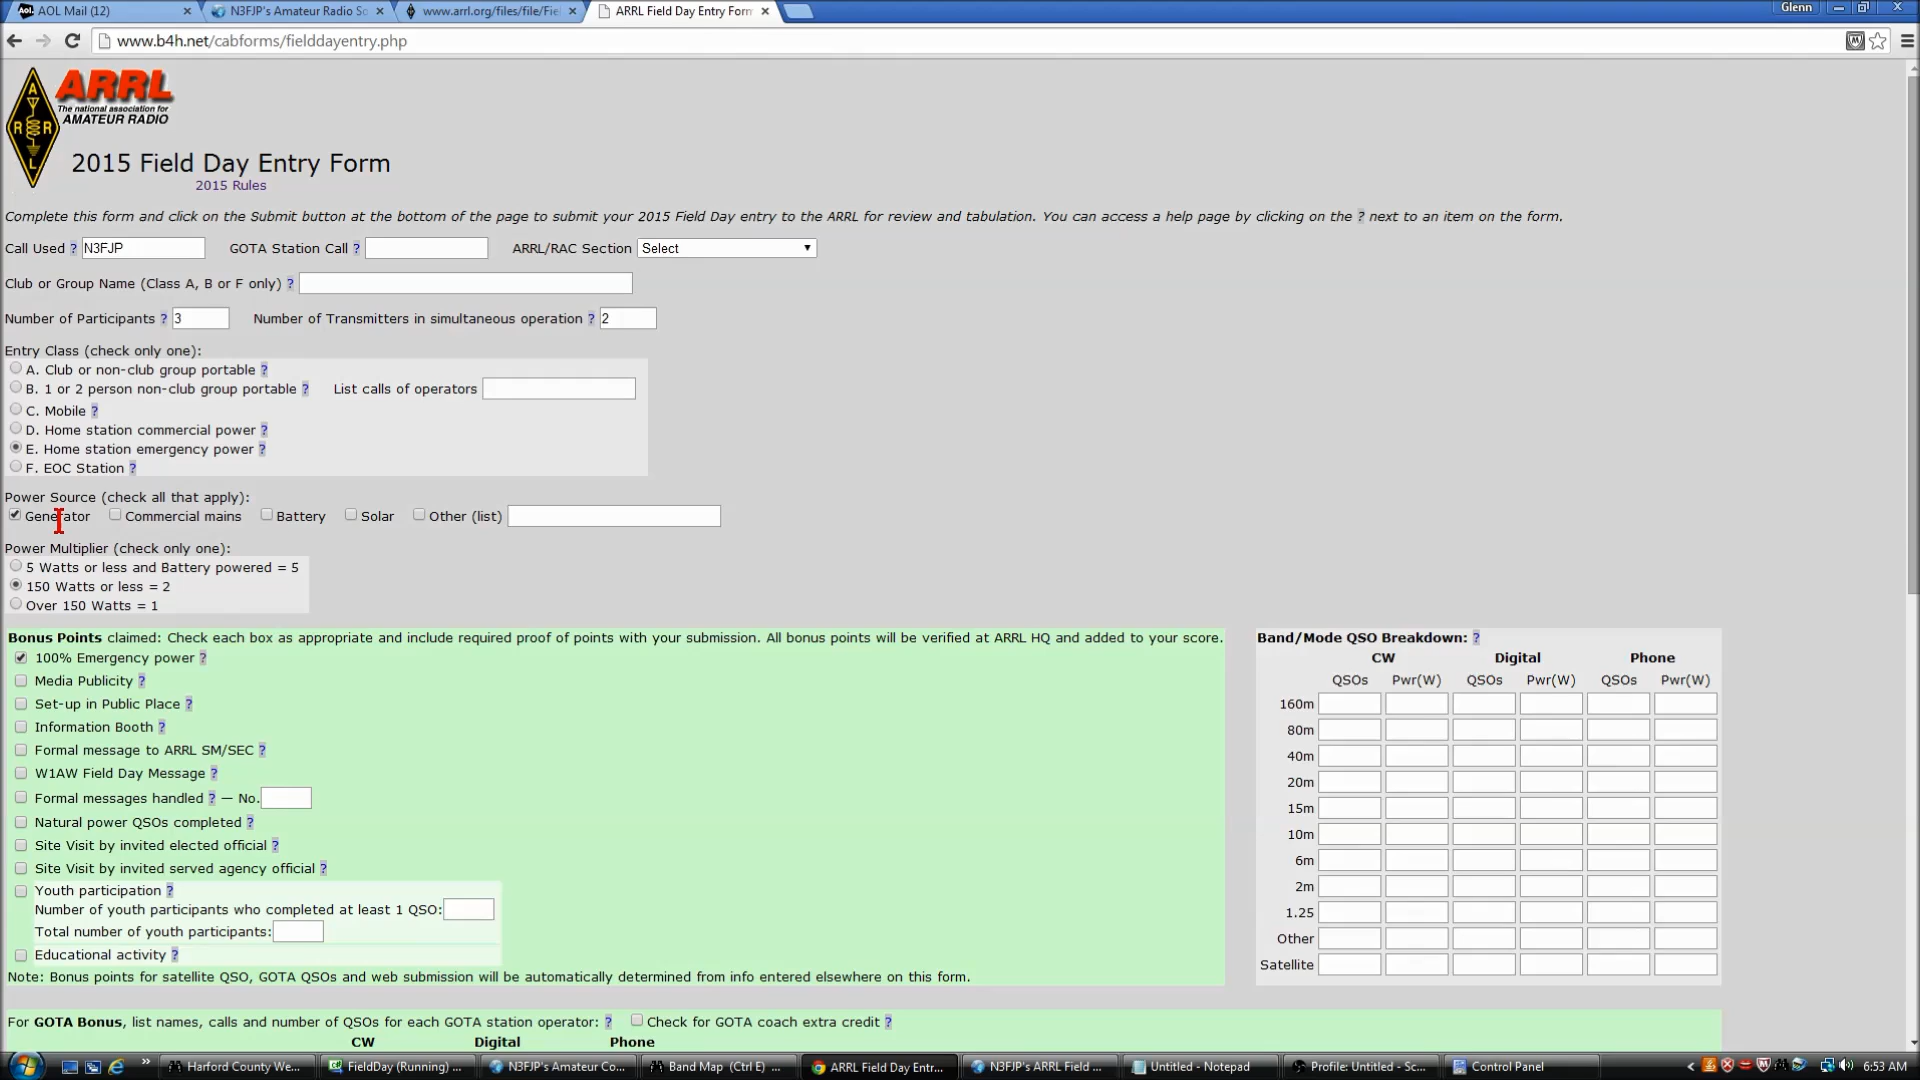 AOL Mail (12)
N3FJP's Amateur Radio So
www.arrl.org/files/file/Fiel
ARRL Field Day Entry Form
Glenn
www.b4h.net/cabforms/fielddayentry.php
ARRL
The national association for
AMATEUR RADIO
A
R R
L
2015 Field Day Entry Form
2015 Rules
Complete this form and click on the Submit button at the bottom of the page to submit your 2015 Field Day entry to the ARRL for review and tabulation. You can access a help page by clicking on the ? next to an item on the form.
Call Used ? N3FJP GOTA Station Call ? ARRL/RAC Section Select
Club or Group Name (Class A, B or F only) ?
Number of Participants ? 3 Number of Transmitters in simultaneous operation ? 2
Entry Class (check only one):
A. Club or non-club group portable ?
B. 1 or 2 person non-club group portable ? List calls of operators
C. Mobile ?
D. Home station commercial power ?
E. Home station emergency power ?
F. EOC Station ?
Power Source (check all that apply):
Generator Commercial mains Battery Solar Other (list)
Power Multiplier (check only one):
5 Watts or less and Battery powered = 5
150 Watts or less = 2
Over 150 Watts = 1
Bonus Points claimed: Check each box as appropriate and include required proof of points with your submission. All bonus points will be verified at ARRL HQ and added to your score.
100% Emergency power ?
Media Publicity ?
Set-up in Public Place ?
Information Booth ?
Formal message to ARRL SM/SEC ?
W1AW Field Day Message ?
Formal messages handled ? — No.
Natural power QSOs completed ?
Site Visit by invited elected official ?
Site Visit by invited served agency official ?
Youth participation ?
Number of youth participants who completed at least 1 QSO:
Total number of youth participants:
Educational activity ?
Note: Bonus points for satellite QSO, GOTA QSOs and web submission will be automatically determined from info entered elsewhere on this form.
Band/Mode QSO Breakdown: ?
CW Digital Phone
QSOs Pwr(W) QSOs Pwr(W) QSOs Pwr(W)
160m
80m
40m
20m
15m
10m
6m
2m
1.25
Other
Satellite
For GOTA Bonus, list names, calls and number of QSOs for each GOTA station operator: ? Check for GOTA coach extra credit ?
CW Digital Phone
Harford County We...
FieldDay (Running) ...
N3FJP's Amateur Co...
Band Map (Ctrl E) ...
ARRL Field Day Entr...
N3FJP's ARRL Field ...
Untitled - Notepad
Profile: Untitled - Sc...
Control Panel
6:53 AM